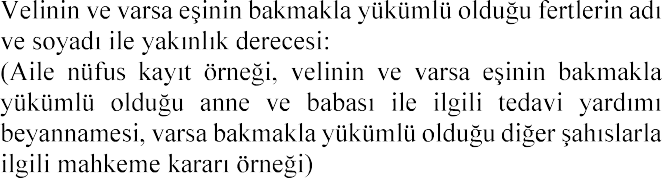 Velinin ve varsa eşinin bakmakla yükümlü olduğu fertlerin adı
ve soyadı ile yakınlık derecesi:
(Aile nüfus kayıt örneği, velinin ve varsa eşinin bakmakla
yükümlü olduğu anne ve babası ile ilgili tedavi yardımı
beyannamesi, varsa bakmakla yükümlü olduğu diğer şahıslarla
ilgili mahkeme kararı örneği)